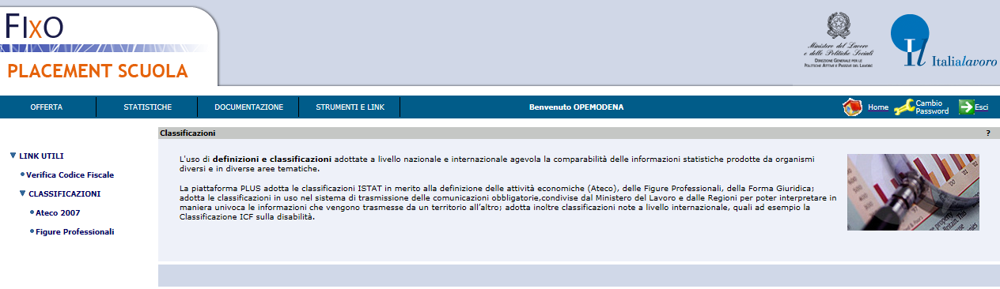 FIxO
PLACEMENT SCUOLA
Ministero del Lavoro
e delle Politiche Sociali
DIREZIONE GENERALE PER LE
POLITICHE ATTIVE E PASSIVE DEL LAVORO
Il Italialavoro
OFFERTA
STATISTICHE
DOCUMENTAZIONE
STRUMENTI E LINK
Benvenuto OPEMODENA
Home
Cambio
Password
Esci
LINK UTILI
Verifica Codice Fiscale
CLASSIFICAZIONI
Ateco 2007
Figure Professionali
Classificazioni
?
L'uso di definizioni e classificazioni adottate a livello nazionale e internazionale agevola la comparabilità delle informazioni statistiche prodotte da organismi
diversi e in diverse aree tematiche.
La piattaforma PLUS adotta le classificazioni ISTAT in merito alla definizione delle attività economiche (Ateco), delle Figure Professionali, della Forma Giuridica;
adotta le classificazioni in uso nel sistema di trasmissione delle comunicazioni obbligatorie,condivise dal Ministero del Lavoro e dalle Regioni per poter interpretare in
maniera univoca le informazioni che vengono trasmesse da un territorio all'altro; adotta inoltre classificazioni note a livello internazionale, quali ad esempio la
Classificazione ICF sulla disabilità.